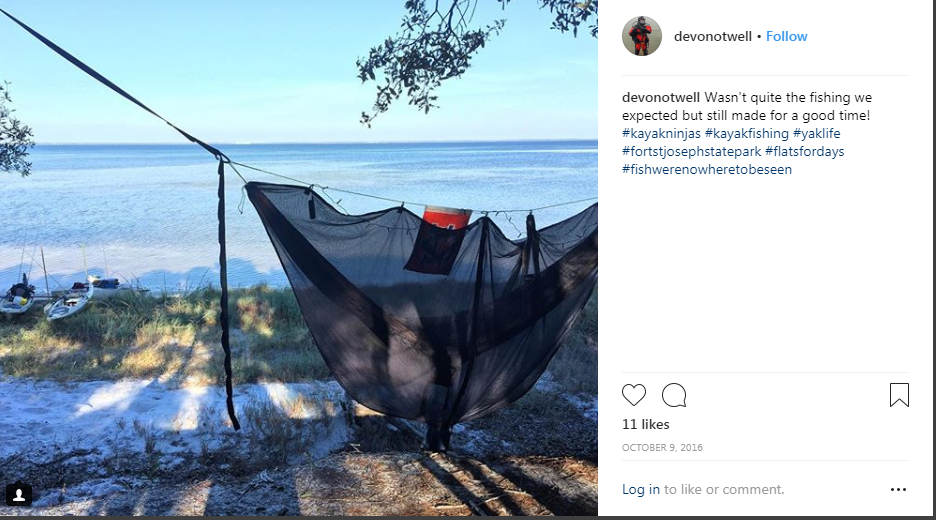 devonotwell • Follow
devonotwell Wasn't quite the fishing we
expected but still made for a good time!
#kayakninjas #kayakfishing #yaklife
#fortstjosephstatepark #flatsfordays
#fishwerenowheretobeseen
11 likes
OCTOBER 9, 2016
Log in to like or comment.